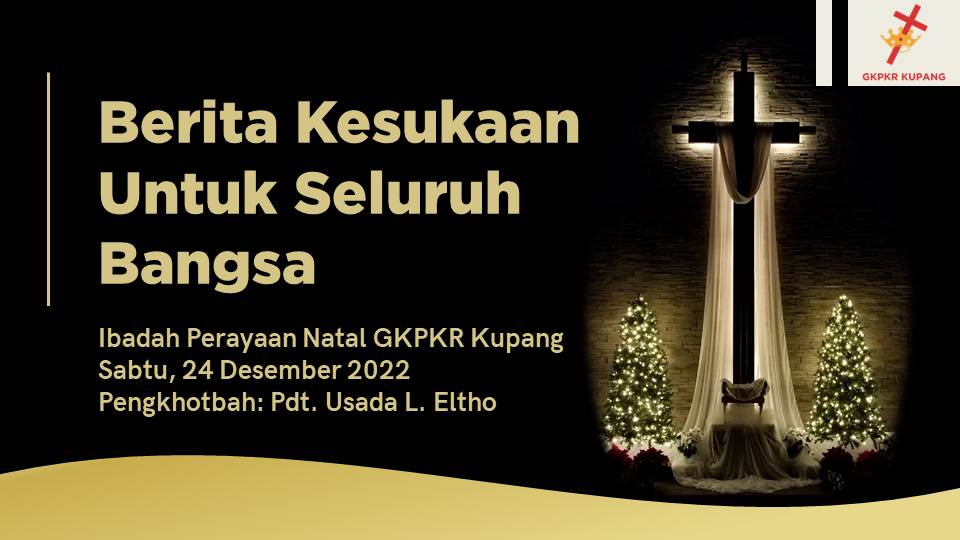 GKPKR KUPANG
Berita Kesukaan
Untuk Seluruh
Bangsa
Ibadah Perayaan Natal GKPKR Kupang
Sabtu, 24 Desember 2022
Pengkhotbah: Pdt. Usada L. Eltho